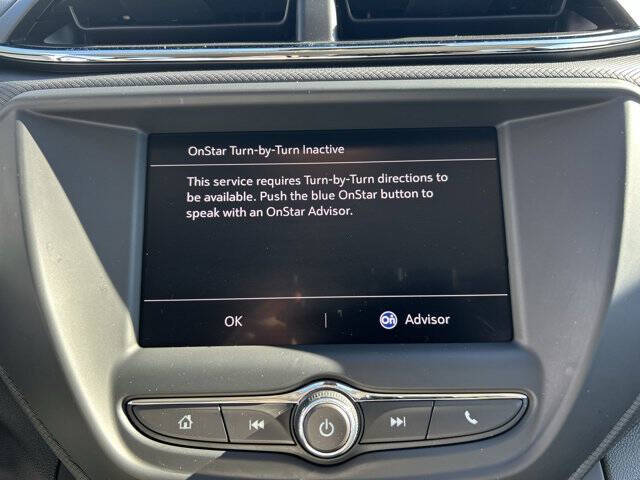 OnStar Turn-by-Turn Inactive
This service requires Turn-by-Turn directions to
be available. Push the blue OnStar button to
speak with an OnStar Advisor.
OK | On Advisor